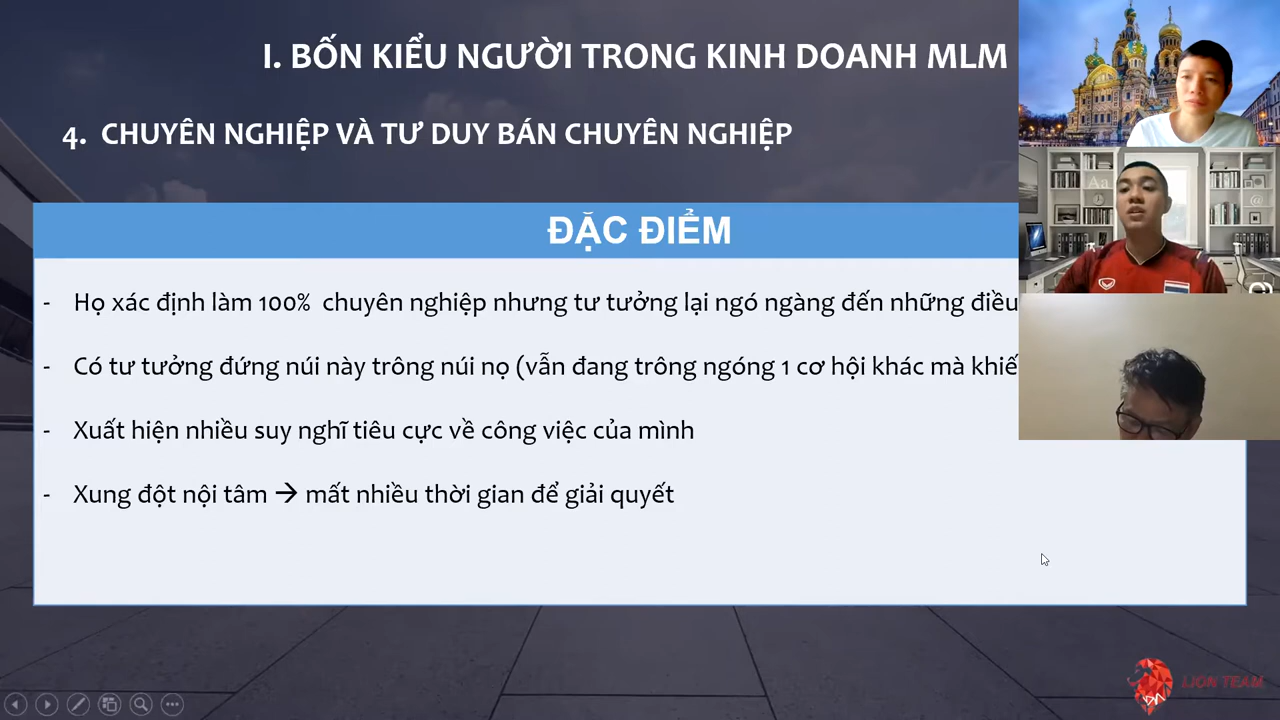 I. BỐN KIỂU NGƯỜI TRONG KINH DOANH MLM
4. CHUYÊN NGHIỆP VÀ TƯ DUY BÁN CHUYÊN NGHIỆP
ĐẶC ĐIỂM
- Họ xác định làm 100% chuyên nghiệp nhưng tư tưởng lại ngó ngàng đến những điều
- Có tư tưởng đứng núi này trông núi nọ (vẫn đang trông ngóng 1 cơ hội khác mà
- Xuất hiện nhiều suy nghĩ tiêu cực về công việc của mình
- Xung đột nội tâm → mất nhiều thời gian để giải quyết
Aa
@
LION TEAM